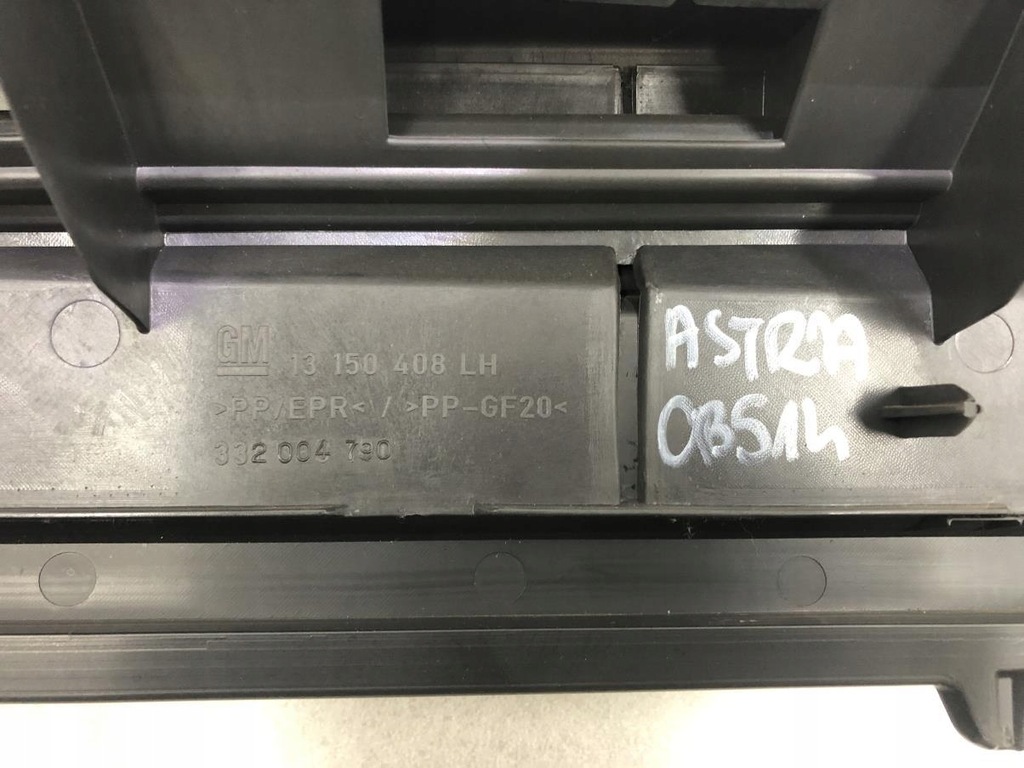 GM 13 150 408 LH
>PP/EPR< / >PP-GF20<
332 004 790
ASTRA
OBS14